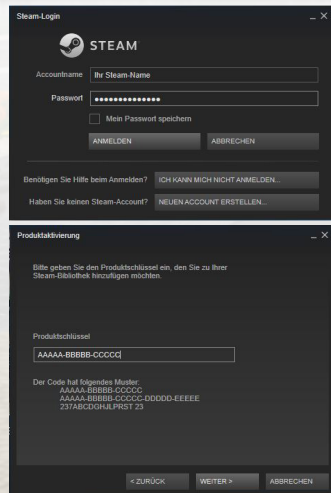 Steam-Login
STEAM
Accountname Ihr Steam-Name
Passwort ••••••••••••••
Mein Passwort speichern
ANMELDEN ABBRECHEN
Benötigen Sie Hilfe beim Anmelden? ICH KANN MICH NICHT ANMELDEN...
Haben Sie keinen Steam-Account? NEUEN ACCOUNT ERSTELLEN...
Produktaktivierung
Bitte geben Sie den Produktschlüssel ein, den Sie zu Ihrer
Steam-Bibliothek hinzufügen möchten.
Produktschlüssel
AAAAA-BBBBB-CCCCC
Der Code hat folgendes Muster:
AAAAA-BBBBB-CCCCC
AAAAA-BBBBB-CCCCC-DDDDD-EEEEE
237ABCDGHJLPRST 23
< ZURÜCK WEITER > ABBRECHEN